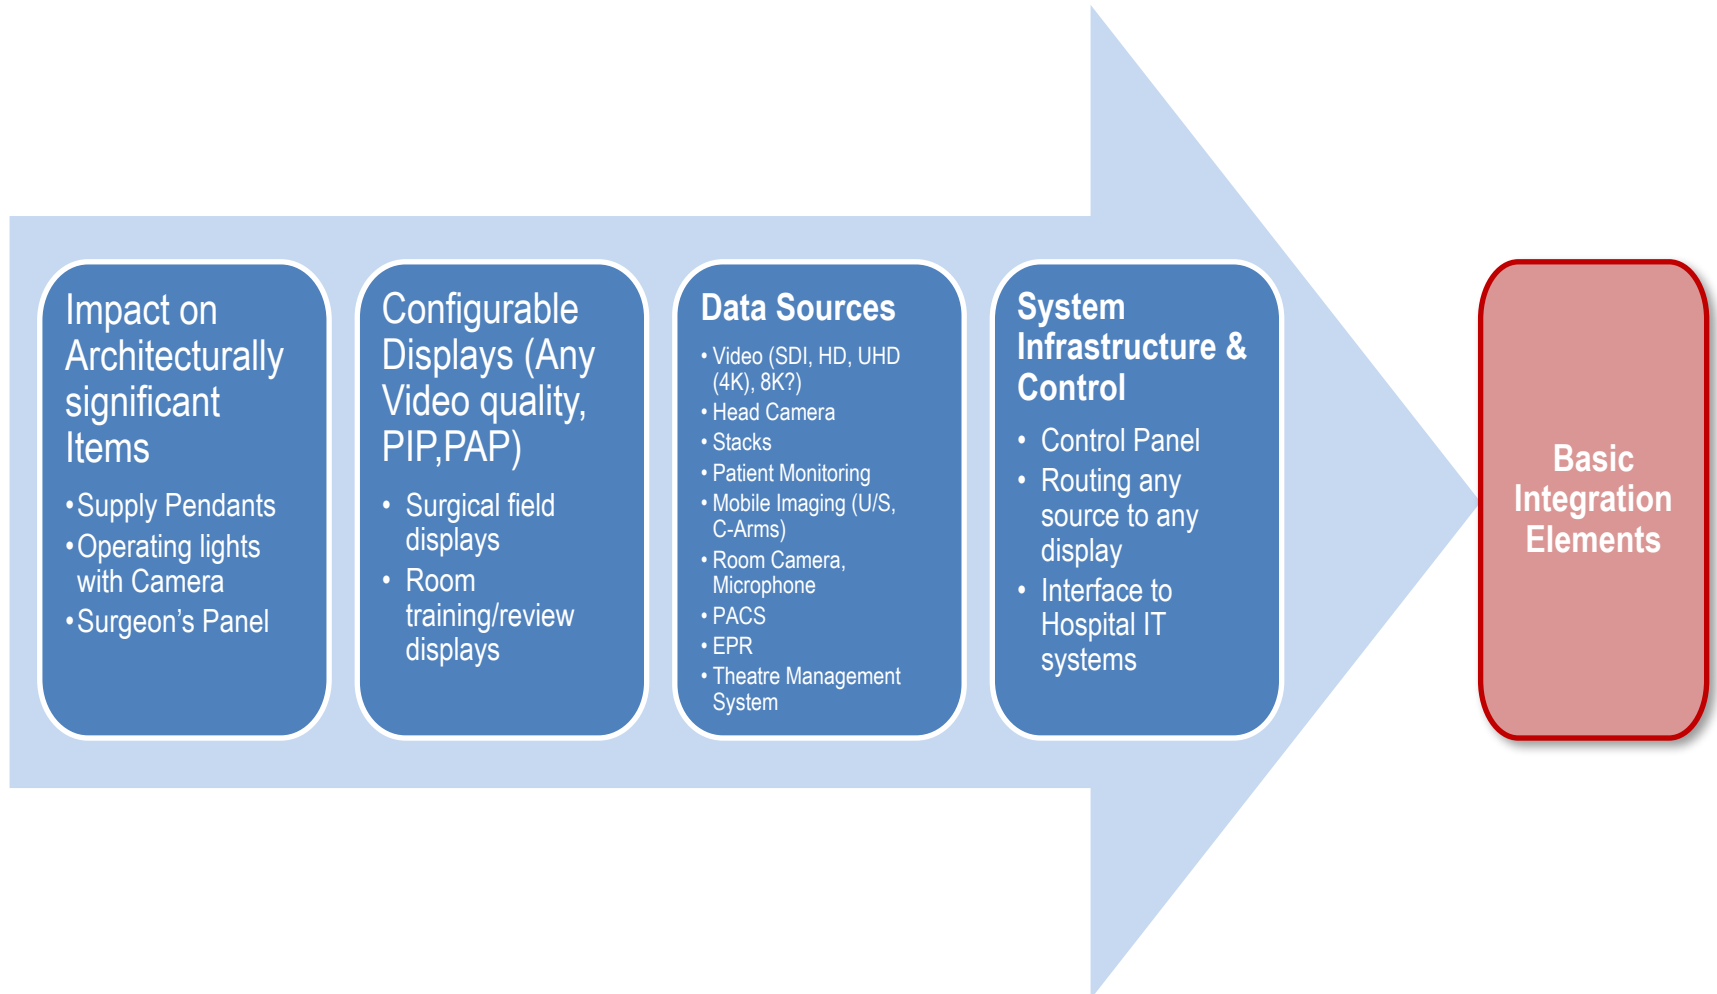 Impact on
Architecturally
significant
Items
•Supply Pendants
•Operating lights
with Camera
•Surgeon's Panel
Configurable
Displays (Any
Video quality,
PIP,PAP)
• Surgical field
displays
• Room
training/review
displays
Data Sources
• Video (SDI, HD, UHD
(4K), 8K?)
• Head Camera
• Stacks
• Patient Monitoring
• Mobile Imaging (U/S,
C-Arms)
• Room Camera,
Microphone
• PACS
• EPR
• Theatre Management
System
System
Infrastructure &
Control
• Control Panel
• Routing any
source to any
display
• Interface to
Hospital IT
systems
Basic
Integration
Elements